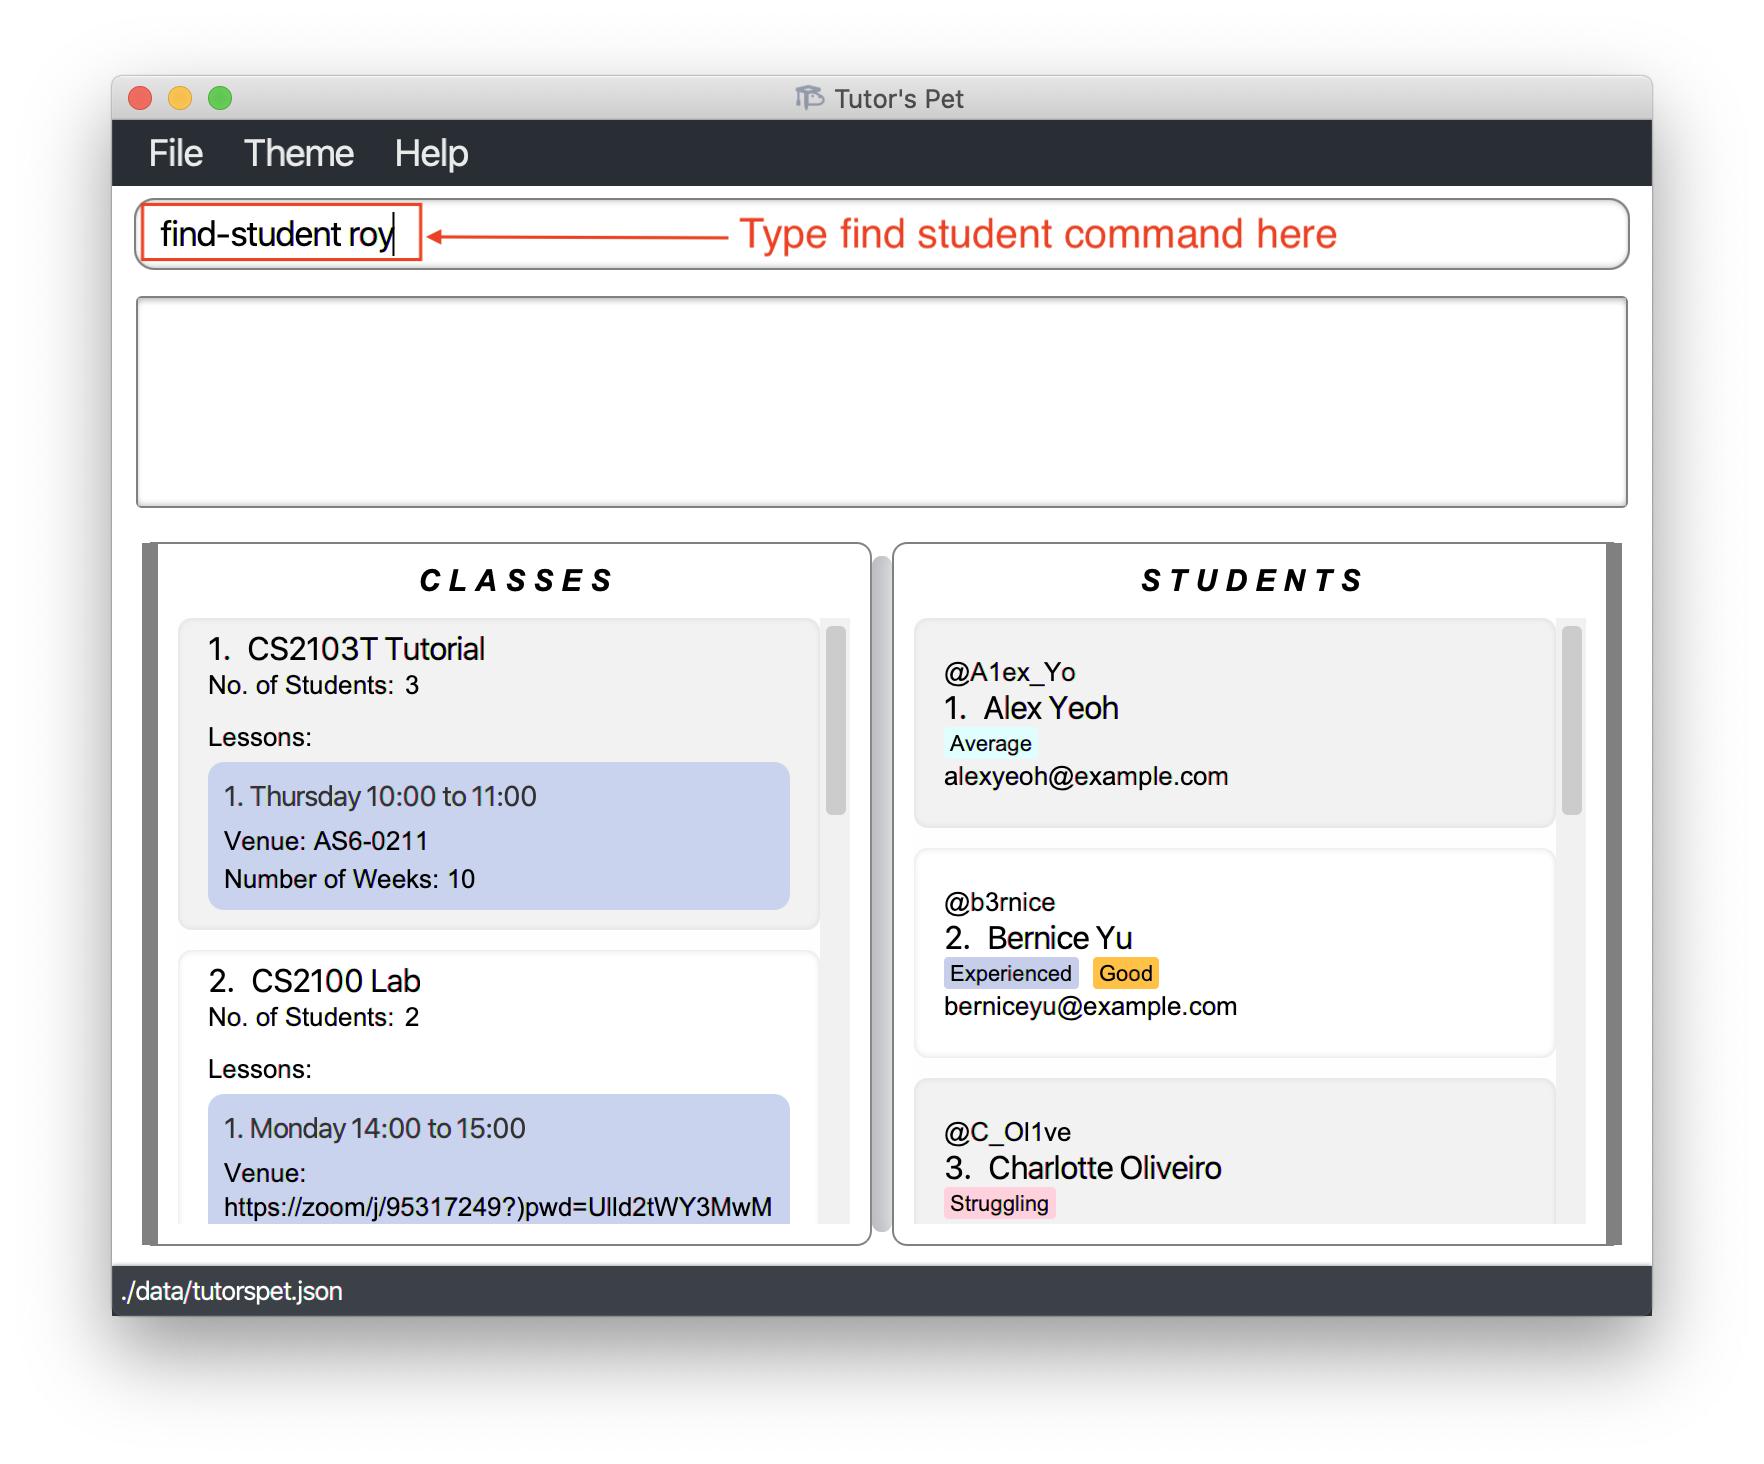 Tutor's Pet
File Theme Help
find-student roy
Type find student command here
CLASSES
1. CS2103T Tutorial
No. of Students: 3
Lessons:
1. Thursday 10:00 to 11:00
Venue: AS6-0211
Number of Weeks: 10
2. CS2100 Lab
No. of Students: 2
Lessons:
1. Monday 14:00 to 15:00
Venue:
https://zoom/j/95317249?)pwd=Ulld2tWY3MwM
STUDENTS
@A1ex_Yo
1. Alex Yeoh
Average
alexyeoh@example.com
@b3rnice
2. Bernice Yu
Experienced Good
berniceyu@example.com
@C_Ol1ve
3. Charlotte Oliveiro
Struggling
./data/tutorspet.json